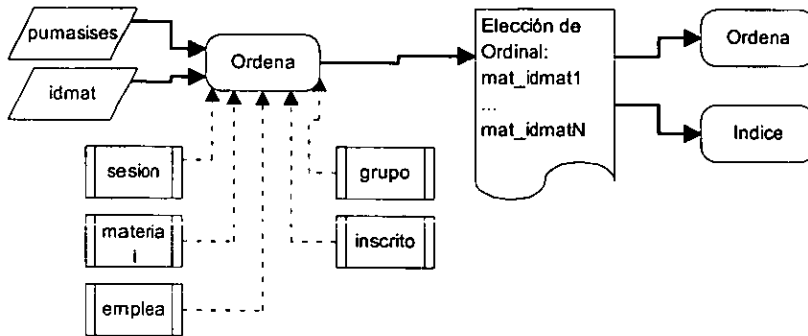 pumasises
idmat
Ordena
Elección de
Ordinal:
mat_idmat1
...
mat_idmatN
Ordena
Indice
sesion
grupo
materia
l
inscrito
emplea